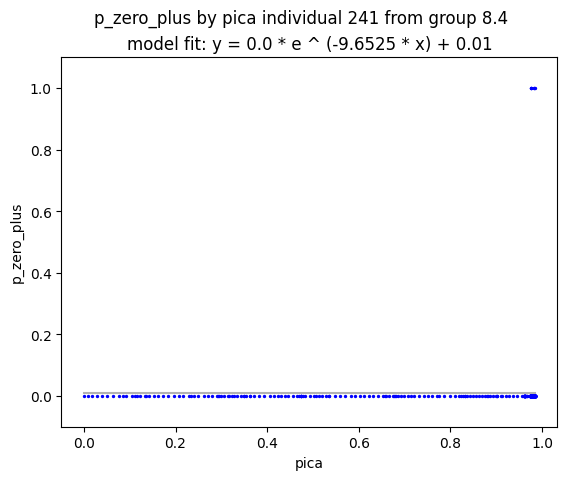 p_zero_plus by pica individual 241 from group 8.4
model fit: y = 0.0 * e ^ (-9.6525 * x) + 0.01
1.0
0.8
0.6
0.4
0.2
0.0
p_zero_plus
0.0 0.2 0.4 0.6 0.8 1.0
pica